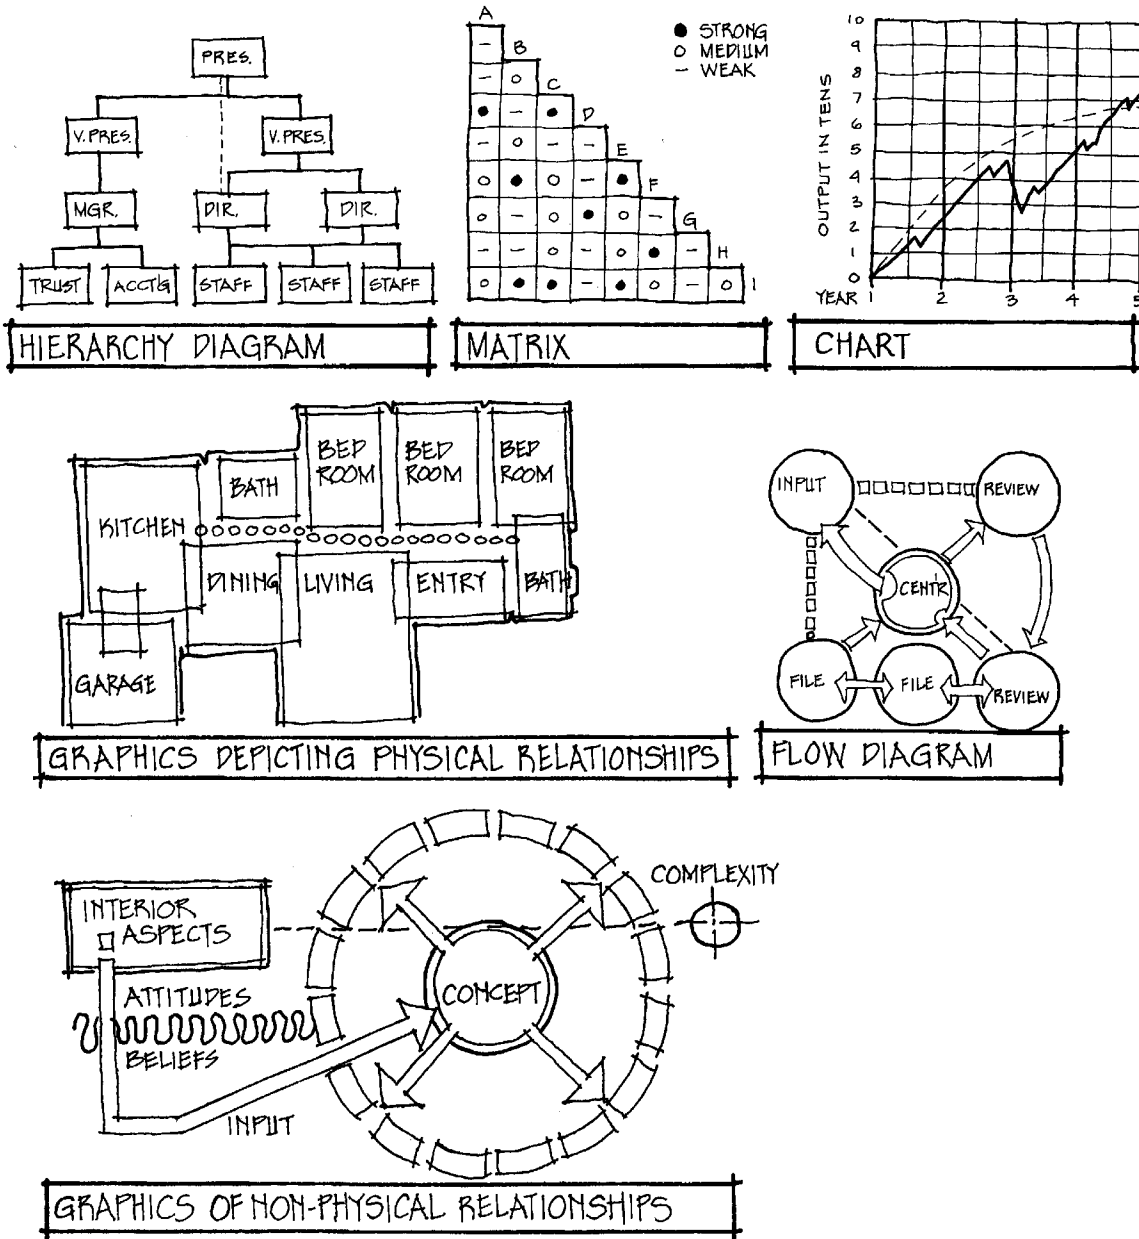 PRES.
V. PRES.
V. PRES.
MGR.
DIR.
DIR.
TRUST
ACCT'G
STAFF
STAFF
STAFF
HIERARCHY DIAGRAM
A
B
C
D
E
F
G
H
I
STRONG
MEDIUM
WEAK
MATRIX
OUTPUT IN TENS
10
9
8
7
6
5
4
3
2
1
0
YEAR 1 2 3 4 5
CHART
BED
ROOM
BED
ROOM
BED
ROOM
BATH
KITCHEN
DINING
LIVING
ENTRY
BATH
GARAGE
GRAPHICS DEPICTING PHYSICAL RELATIONSHIPS
INPUT
REVIEW
CENTR
FILE
FILE
REVIEW
FLOW DIAGRAM
INTERIOR
ASPECTS
COMPLEXITY
CONCEPT
ATTITUDES
BELIEFS
INPUT
GRAPHICS OF NON-PHYSICAL RELATIONSHIPS